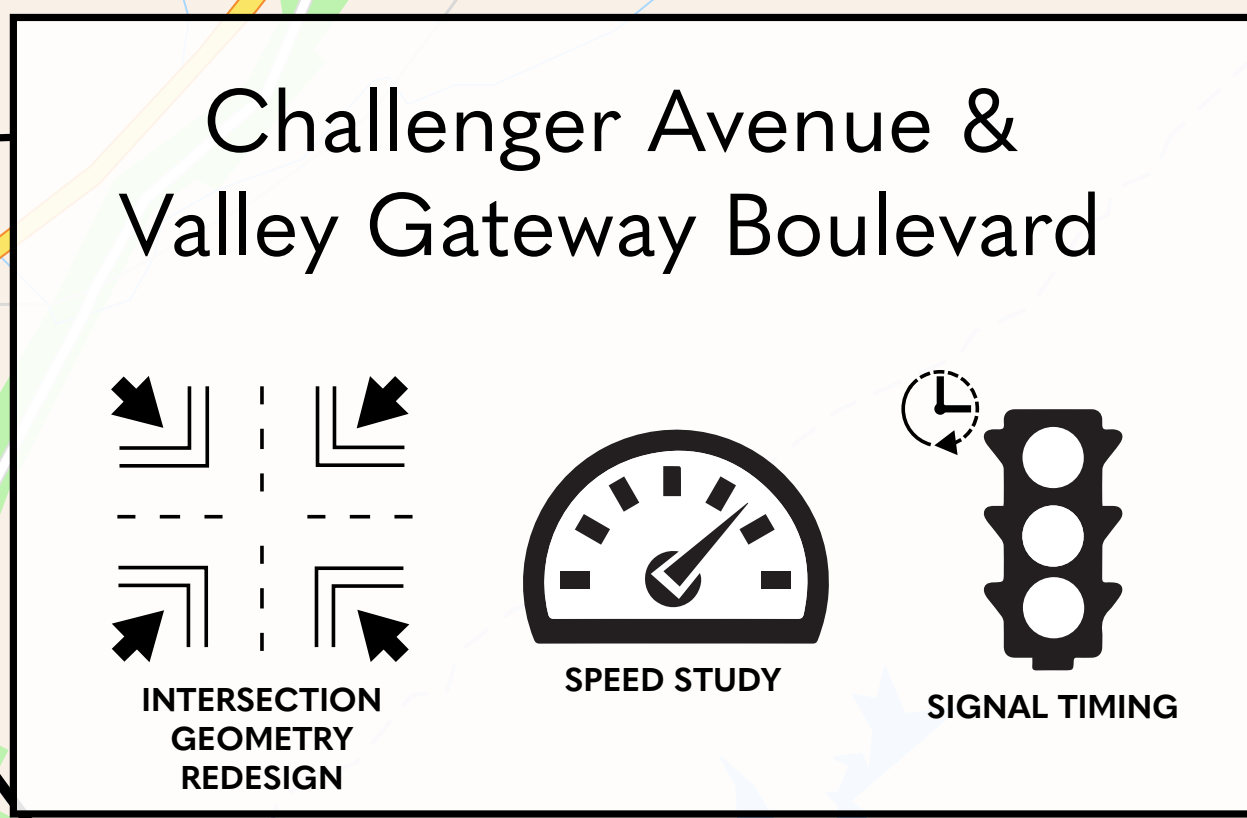 Challenger Avenue &
Valley Gateway Boulevard
INTERSECTION
GEOMETRY
REDESIGN
SPEED STUDY
SIGNAL TIMING